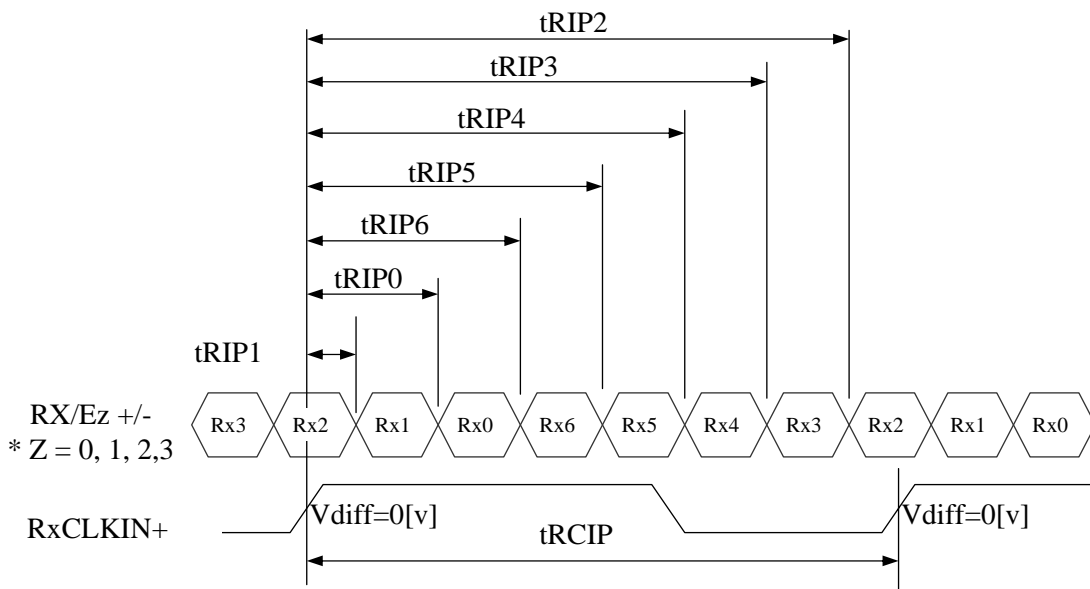 tRIP2
tRIP3
tRIP4
tRIP5
tRIP6
tRIP0
tRIP1
RX/Ez +/-
* Z = 0, 1, 2,3
Rx3 Rx2 Rx1 Rx0 Rx6 Rx5 Rx4 Rx3 Rx2 Rx1 Rx0
RxCLKIN+
Vdiff=0[v] Vdiff=0[v]
tRCIP